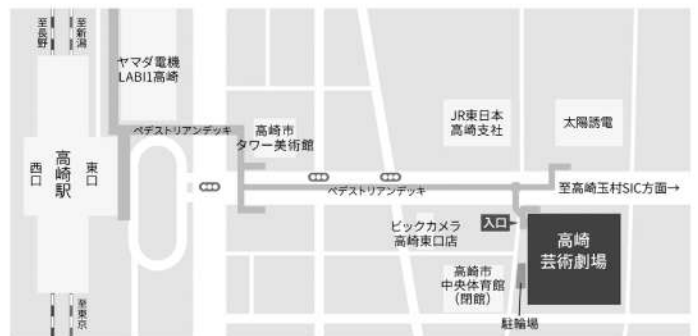 至長野
至新潟
ヤマダ電機
LABI1高崎
ペデストリアンデッキ
高崎市
タワー美術館
JR東日本
高崎支社
太陽誘電
西口
高崎駅
東口
ペデストリアンデッキ
至高崎玉村SIC方面→
ビックカメラ
高崎東口店
入口
高崎
芸術劇場
高崎市
中央体育館
（閉館）
至東京
駐輪場